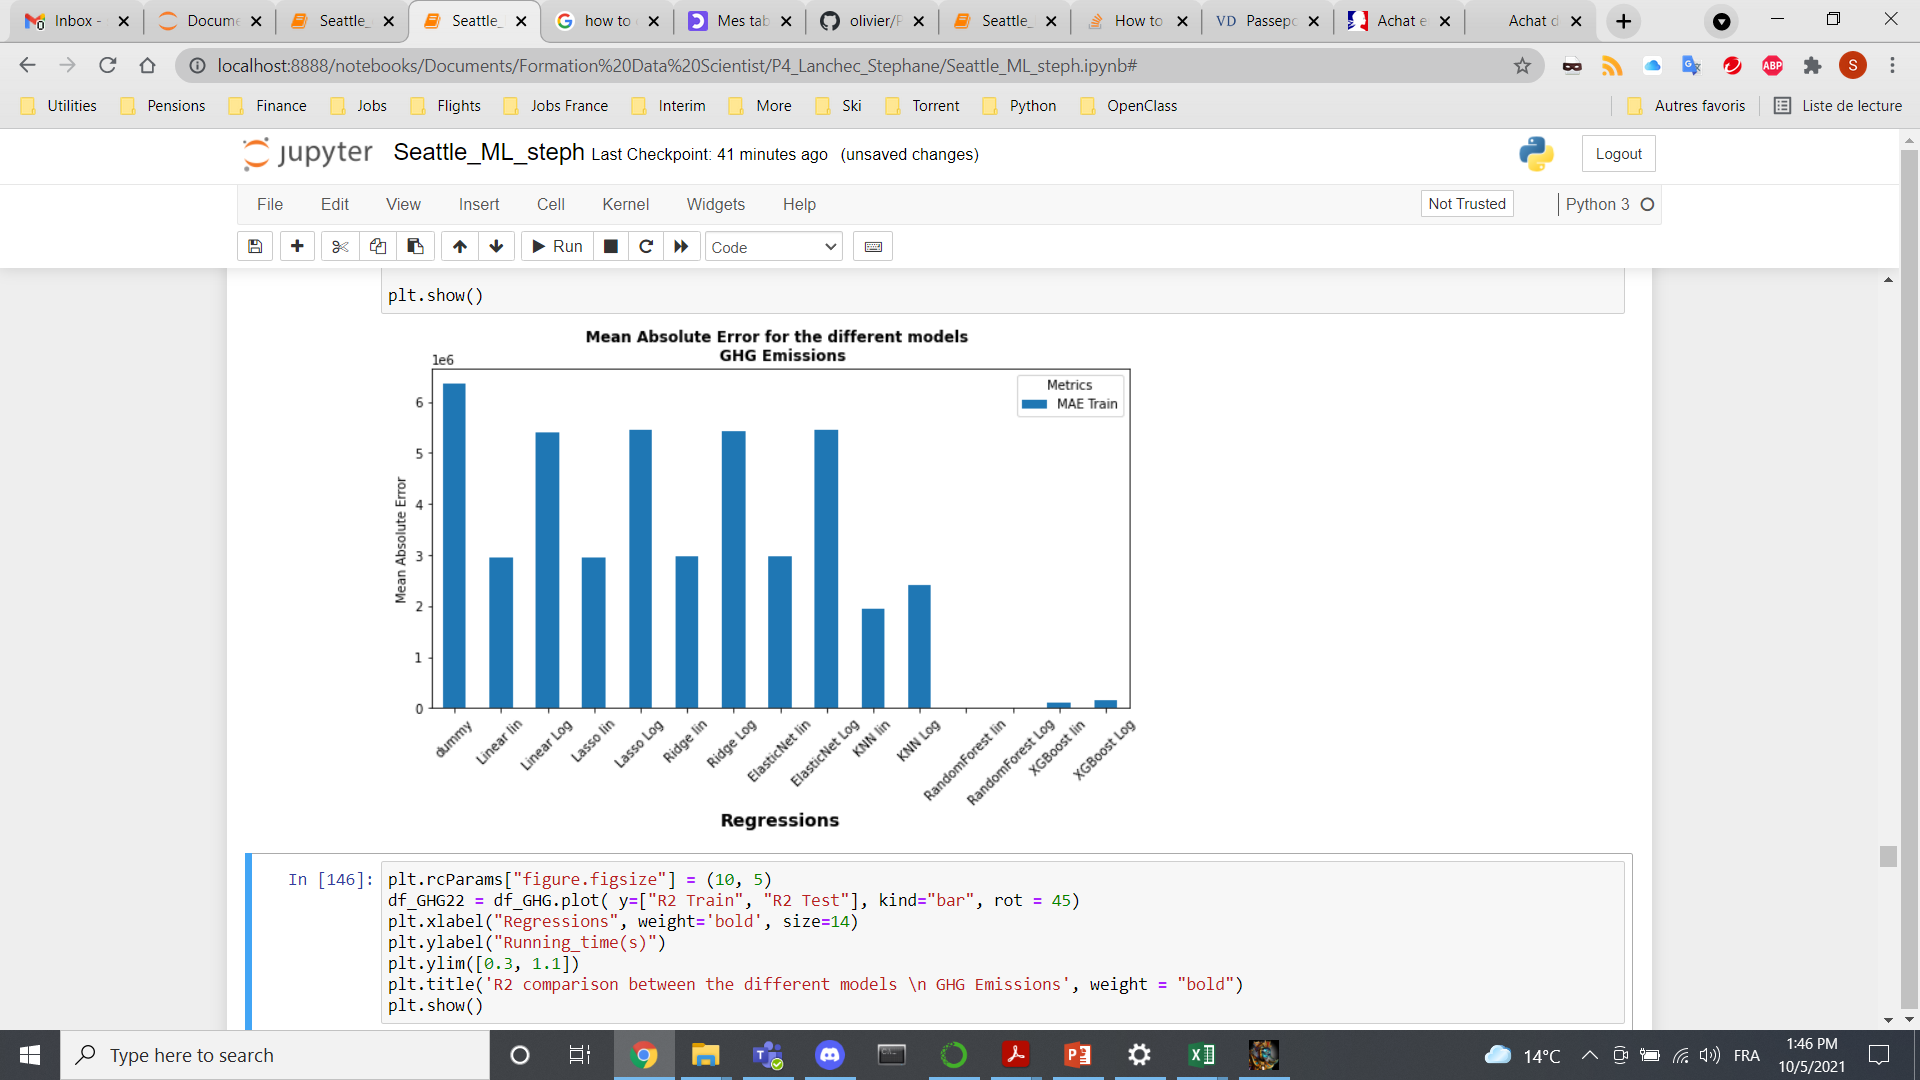 Inbox -
Docume
Seattle_
Seattle_
how to
Mes tab
olivier/P
Seattle_
How to
VD Passepo
Achat e
Achat d
localhost:8888/notebooks/Documents/Formation%20Data%20Scientist/P4_Lanchec_Stephane/Seattle_ML_steph.ipynb#
ABP
S
Utilities Pensions Finance Jobs Flights Jobs France Interim More Ski Torrent Python OpenClass Autres favoris Liste de lecture
jupyter Seattle_ML_steph Last Checkpoint: 41 minutes ago (unsaved changes) Logout
File Edit View Insert Cell Kernel Widgets Help Not Trusted Python 3
Run Code
plt.show()
Mean Absolute Error for the different models
GHG Emissions
1e6
Metrics
MAE Train
6
5
4
3
2
1
0
Mean Absolute Error
dummy
Linear lin
Linear Log
Lasso lin
Lasso Log
Ridge lin
Ridge Log
ElasticNet lin
ElasticNet Log
KNN lin
KNN Log
RandomForest lin
RandomForest Log
XGBoost lin
XGBoost Log
Regressions
In [146]:
plt.rcParams["figure.figsize"] = (10, 5)
df_GHG22 = df_GHG.plot( y=["R2 Train", "R2 Test"], kind="bar", rot = 45)
plt.xlabel("Regressions", weight='bold', size=14)
plt.ylabel("Running_time(s)")
plt.ylim([0.3, 1.1])
plt.title('R2 comparison between the different models \n GHG Emissions', weight = "bold")
plt.show()
Type here to search
14°C
FRA
1:46 PM
10/5/2021